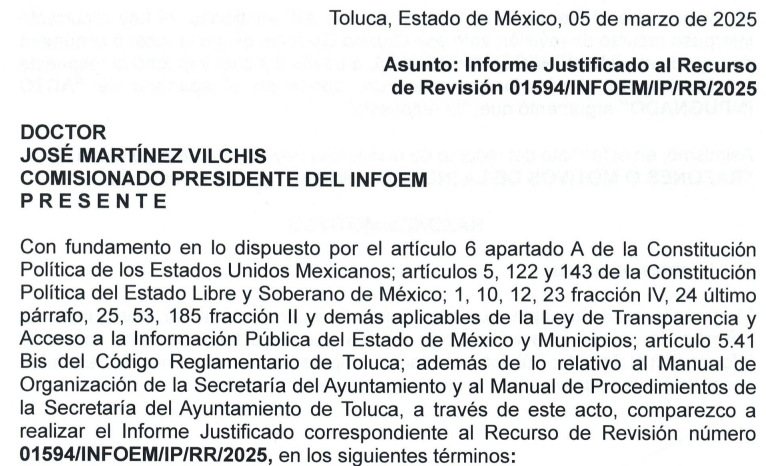 Toluca, Estado de México, 05 de marzo de 2025
Asunto: Informe Justificado al Recurso
de Revisión 01594/INFOEM/IP/RR/2025
DOCTOR
JOSÉ MARTÍNEZ VILCHIS
COMISIONADO PRESIDENTE DEL INFOEM
P R E S E N T E
Con fundamento en lo dispuesto por el artículo 6 apartado A de la Constitución
Política de los Estados Unidos Mexicanos; artículos 5, 122 y 143 de la Constitución
Política del Estado Libre y Soberano de México; 1, 10, 12, 23 fracción IV, 24 último
párrafo, 25, 53, 185 fracción II y demás aplicables de la Ley de Transparencia y
Acceso a la Información Pública del Estado de México y Municipios; artículo 5.41
Bis del Código Reglamentario de Toluca; además de lo relativo al Manual de
Organización de la Secretaría del Ayuntamiento y al Manual de Procedimientos de
la Secretaría del Ayuntamiento de Toluca, a través de este acto, comparezco a
realizar el Informe Justificado correspondiente al Recurso de Revisión número
01594/INFOEM/IP/RR/2025, en los siguientes términos: